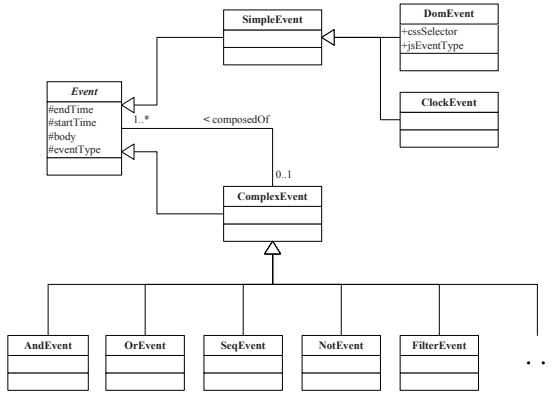 SimpleEvent
DomEvent
+cssSelector
+jsEventType
Event
#endTime
#startTime
#body
#eventType
1..*
< composedOf
ClockEvent
0..1
ComplexEvent
AndEvent
OrEvent
SeqEvent
NotEvent
FilterEvent
. .